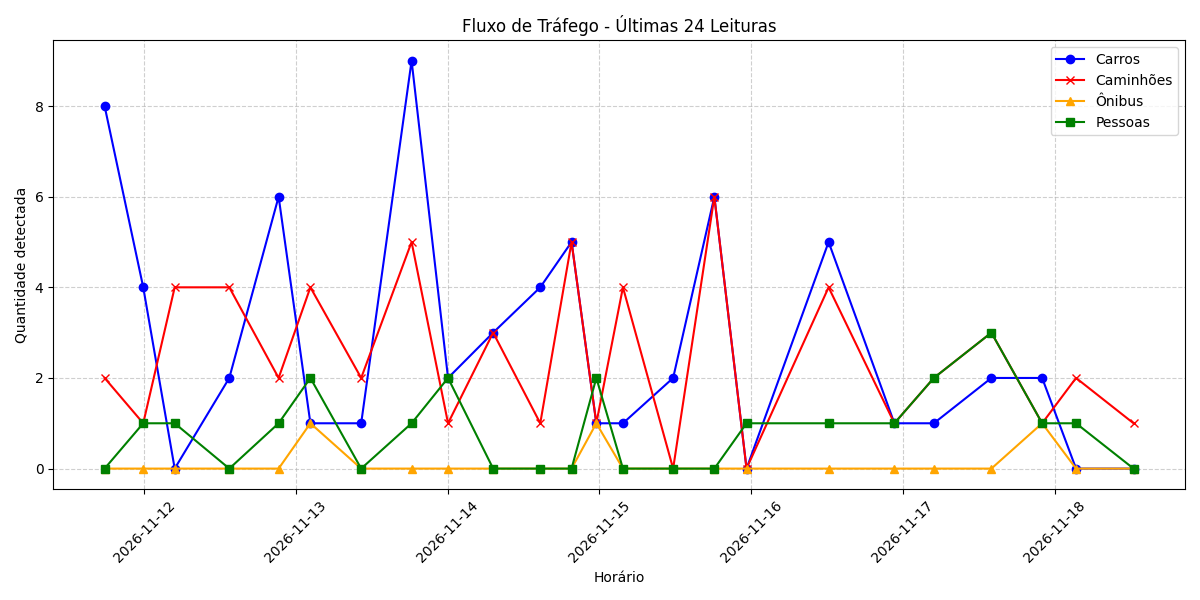 Fluxo de Tráfego - Últimas 24 Leituras
Carros
Caminhões
Ônibus
Pessoas
Quantidade detectada
8
6
4
2
0
2026-11-12
2026-11-13
2026-11-14
2026-11-15
2026-11-16
2026-11-17
2026-11-18
Horário